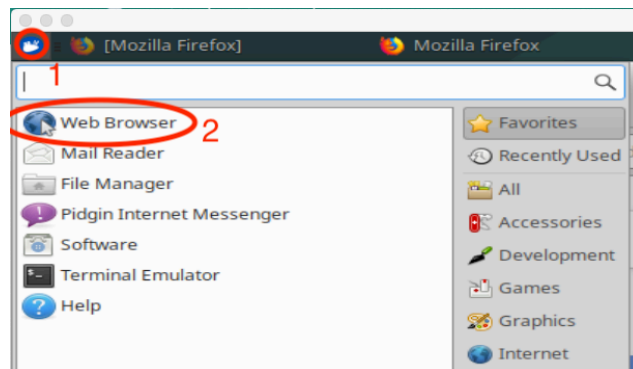 [Mozilla Firefox]
Mozilla Firefox
1
Web Browser
2
Mail Reader
File Manager
Pidgin Internet Messenger
Software
Terminal Emulator
Help
Favorites
Recently Used
All
Accessories
Development
Games
Graphics
Internet